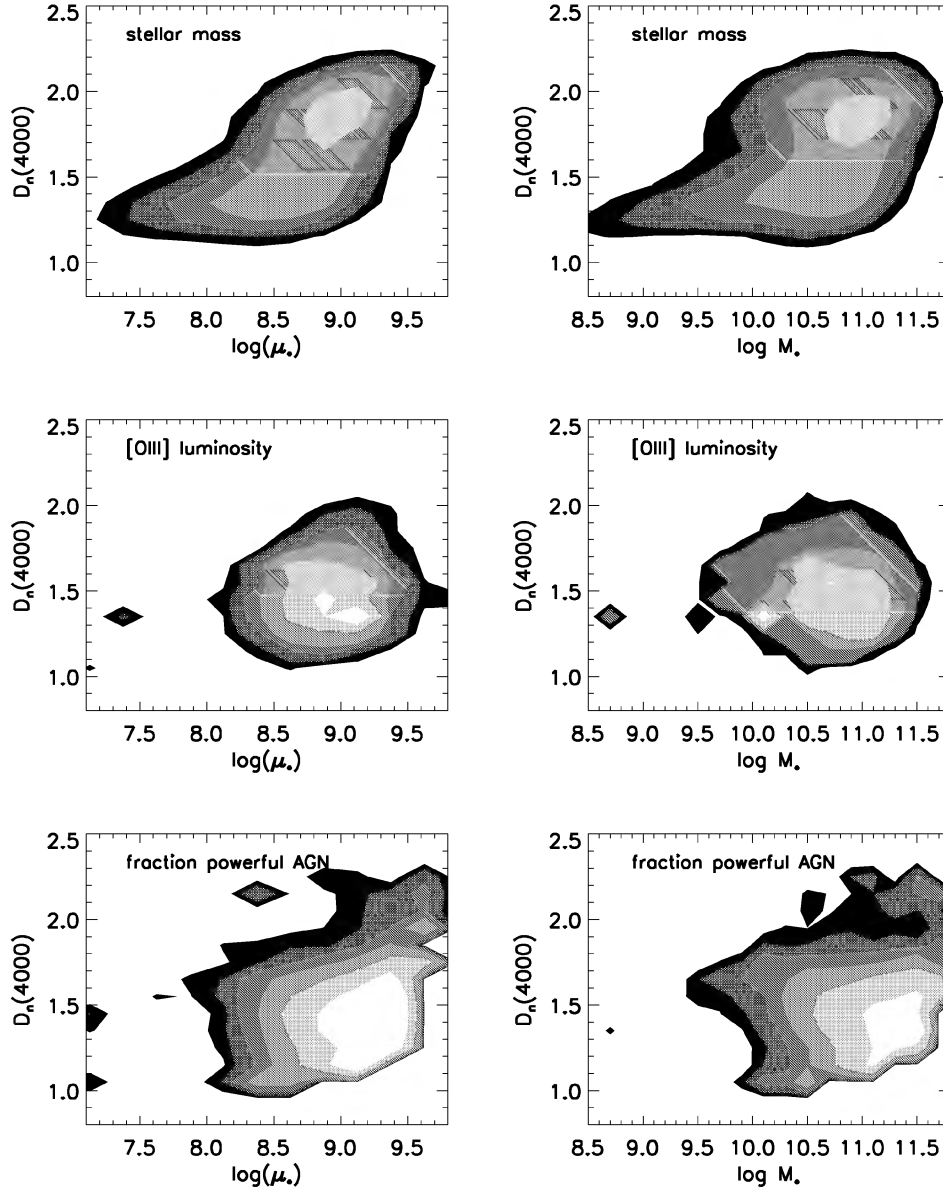 stellar mass
2.5
2.0
1.5
1.0
Dₙ(4000)
7.5 8.0 8.5 9.0 9.5
log(μ*)
stellar mass
2.5
2.0
1.5
1.0
Dₙ(4000)
8.5 9.0 9.5 10.0 10.5 11.0 11.5
log M*
[OIII] luminosity
2.5
2.0
1.5
1.0
Dₙ(4000)
7.5 8.0 8.5 9.0 9.5
log(μ*)
[OIII] luminosity
2.5
2.0
1.5
1.0
Dₙ(4000)
8.5 9.0 9.5 10.0 10.5 11.0 11.5
log M*
fraction powerful AGN
2.5
2.0
1.5
1.0
Dₙ(4000)
7.5 8.0 8.5 9.0 9.5
log(μ*)
fraction powerful AGN
2.5
2.0
1.5
1.0
Dₙ(4000)
8.5 9.0 9.5 10.0 10.5 11.0 11.5
log M*